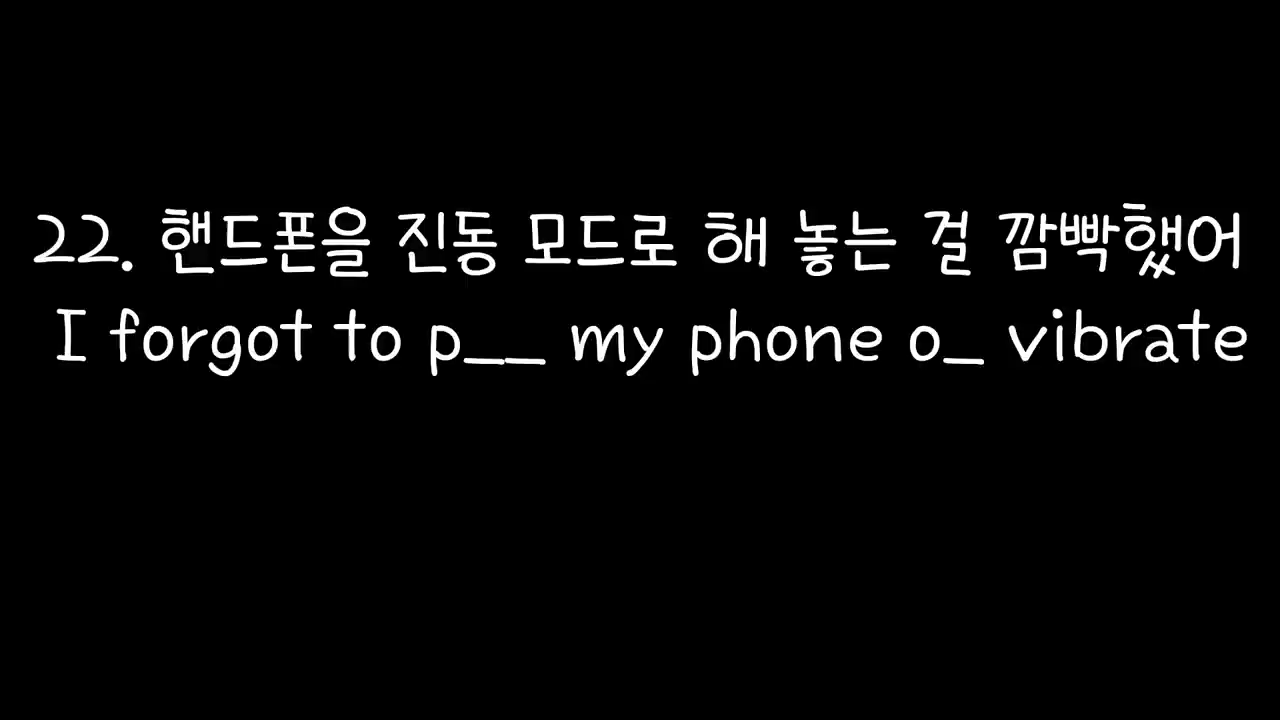 22. 핸드폰을 진동 모드로 해 놓는 걸 깜빡했어
I forgot to p__ my phone o_ vibrate